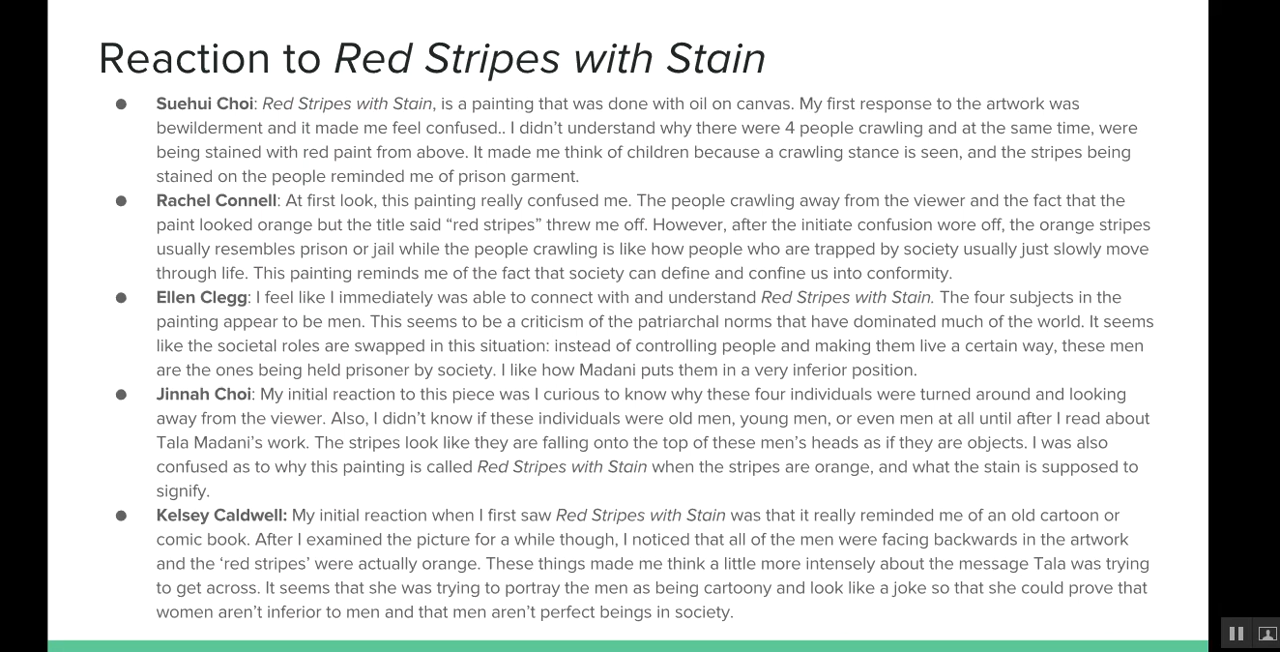 Reaction to Red Stripes with Stain
● Suehui Choi: Red Stripes with Stain, is a painting that was done with oil on canvas. My first response to the artwork was
bewilderment and it made me feel confused.. I didn’t understand why there were 4 people crawling and at the same time, were
being stained with red paint from above. It made me think of children because a crawling stance is seen, and the stripes being
stained on the people reminded me of prison garment.
● Rachel Connell: At first look, this painting really confused me. The people crawling away from the viewer and the fact that the
paint looked orange but the title said “red stripes” threw me off. However, after the initiate confusion wore off, the orange stripes
usually resembles prison or jail while the people crawling is like how people who are trapped by society usually just slowly move
through life. This painting reminds me of the fact that society can define and confine us into conformity.
● Ellen Clegg: I feel like I immediately was able to connect with and understand Red Stripes with Stain. The four subjects in the
painting appear to be men. This seems to be a criticism of the patriarchal norms that have dominated much of the world. It seems
like the societal roles are swapped in this situation: instead of controlling people and making them live a certain way, these men
are the ones being held prisoner by society. I like how Madani puts them in a very inferior position.
● Jinnah Choi: My initial reaction to this piece was I curious to know why these four individuals were turned around and looking
away from the viewer. Also, I didn’t know if these individuals were old men, young men, or even men at all until after I read about
Tala Madani’s work. The stripes look like they are falling onto the top of these men’s heads as if they are objects. I was also
confused as to why this painting is called Red Stripes with Stain when the stripes are orange, and what the stain is supposed to
signify.
● Kelsey Caldwell: My initial reaction when I first saw Red Stripes with Stain was that it really reminded me of an old cartoon or
comic book. After I examined the picture for a while though, I noticed that all of the men were facing backwards in the artwork
and the ‘red stripes’ were actually orange. These things made me think a little more intensely about the message Tala was trying
to get across. It seems that she was trying to portray the men as being cartoony and look like a joke so that she could prove that
women aren’t inferior to men and that men aren’t perfect beings in society.